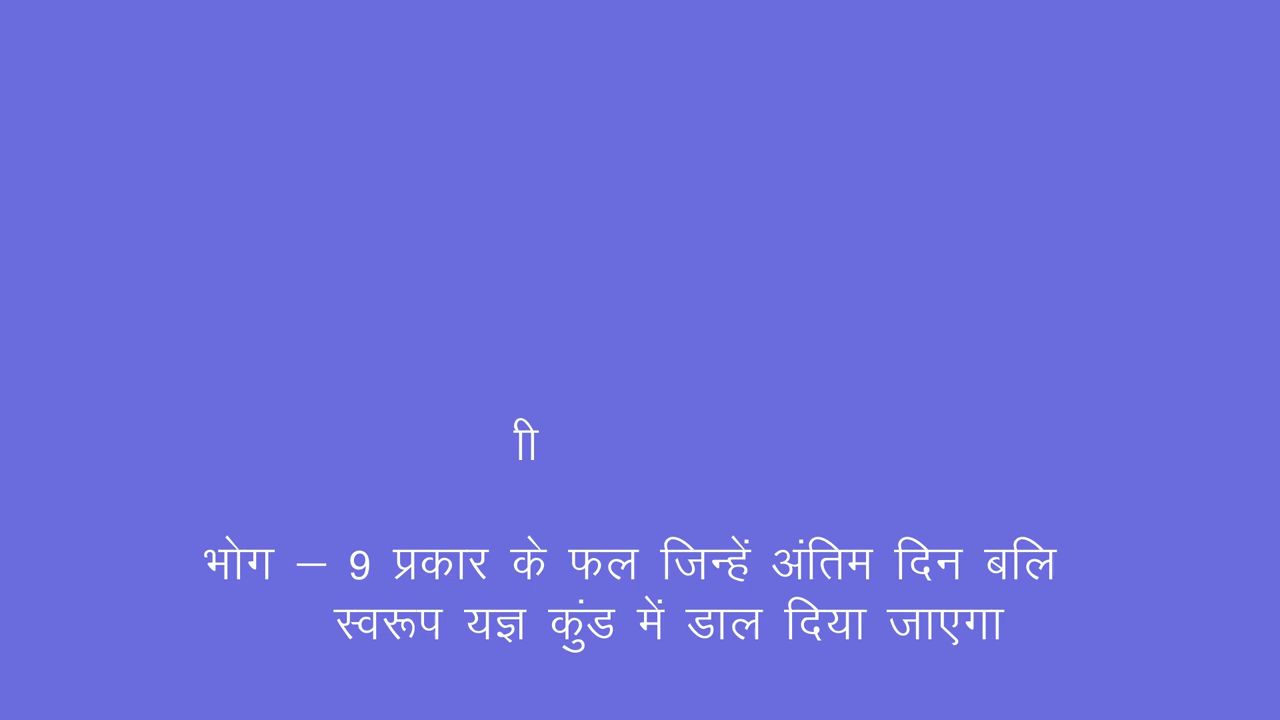 ाी
भोग – 9 प्रकार के फल जिन्हें अंतिम दिन बलि
स्वरूप यज्ञ कुंड में डाल दिया जाएगा